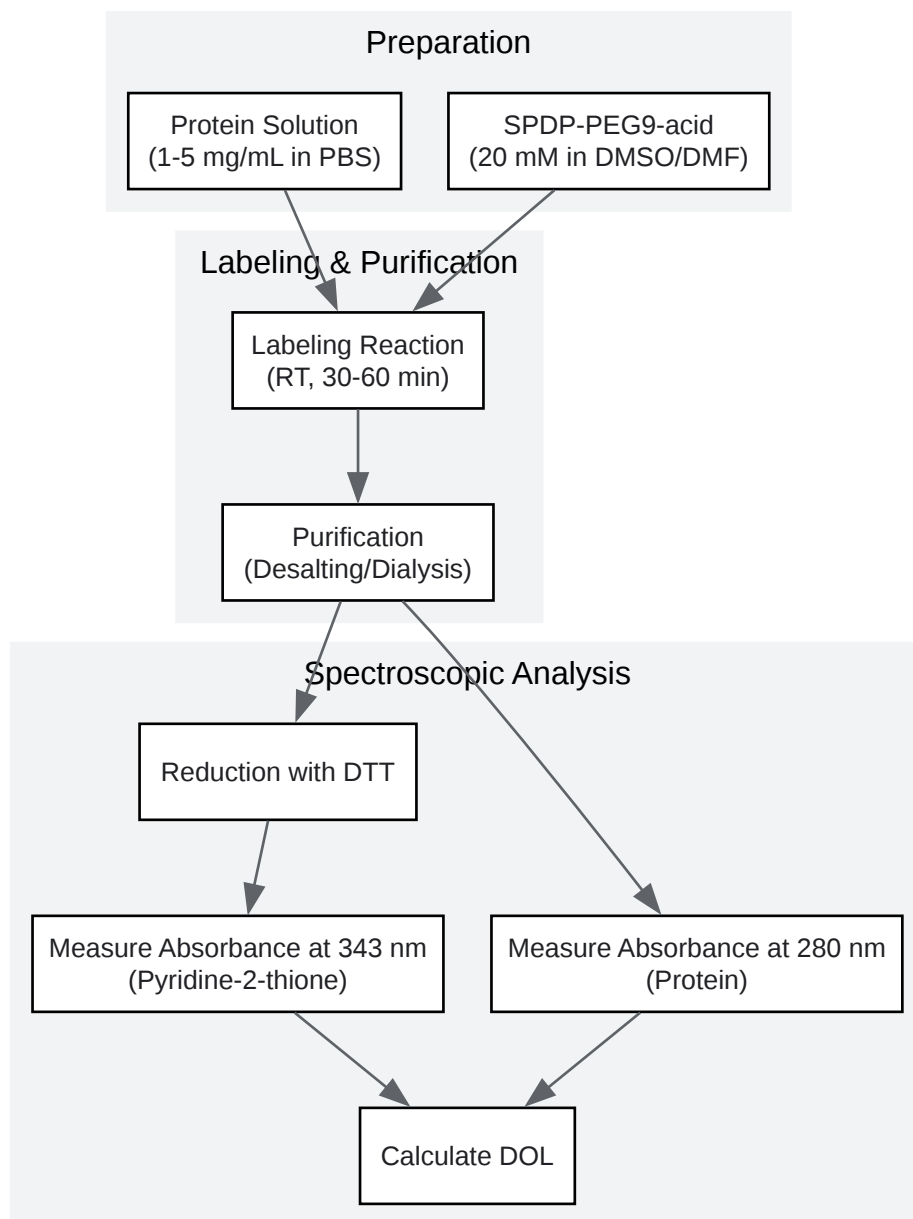 Preparation
Protein Solution
(1-5 mg/mL in PBS)
SPDP-PEG9-acid
(20 mM in DMSO/DMF)
Labeling & Purification
Labeling Reaction
(RT, 30-60 min)
Purification
(Desalting/Dialysis)
Spectroscopic Analysis
Reduction with DTT
Measure Absorbance at 343 nm
(Pyridine-2-thione)
Measure Absorbance at 280 nm
(Protein)
Calculate DOL